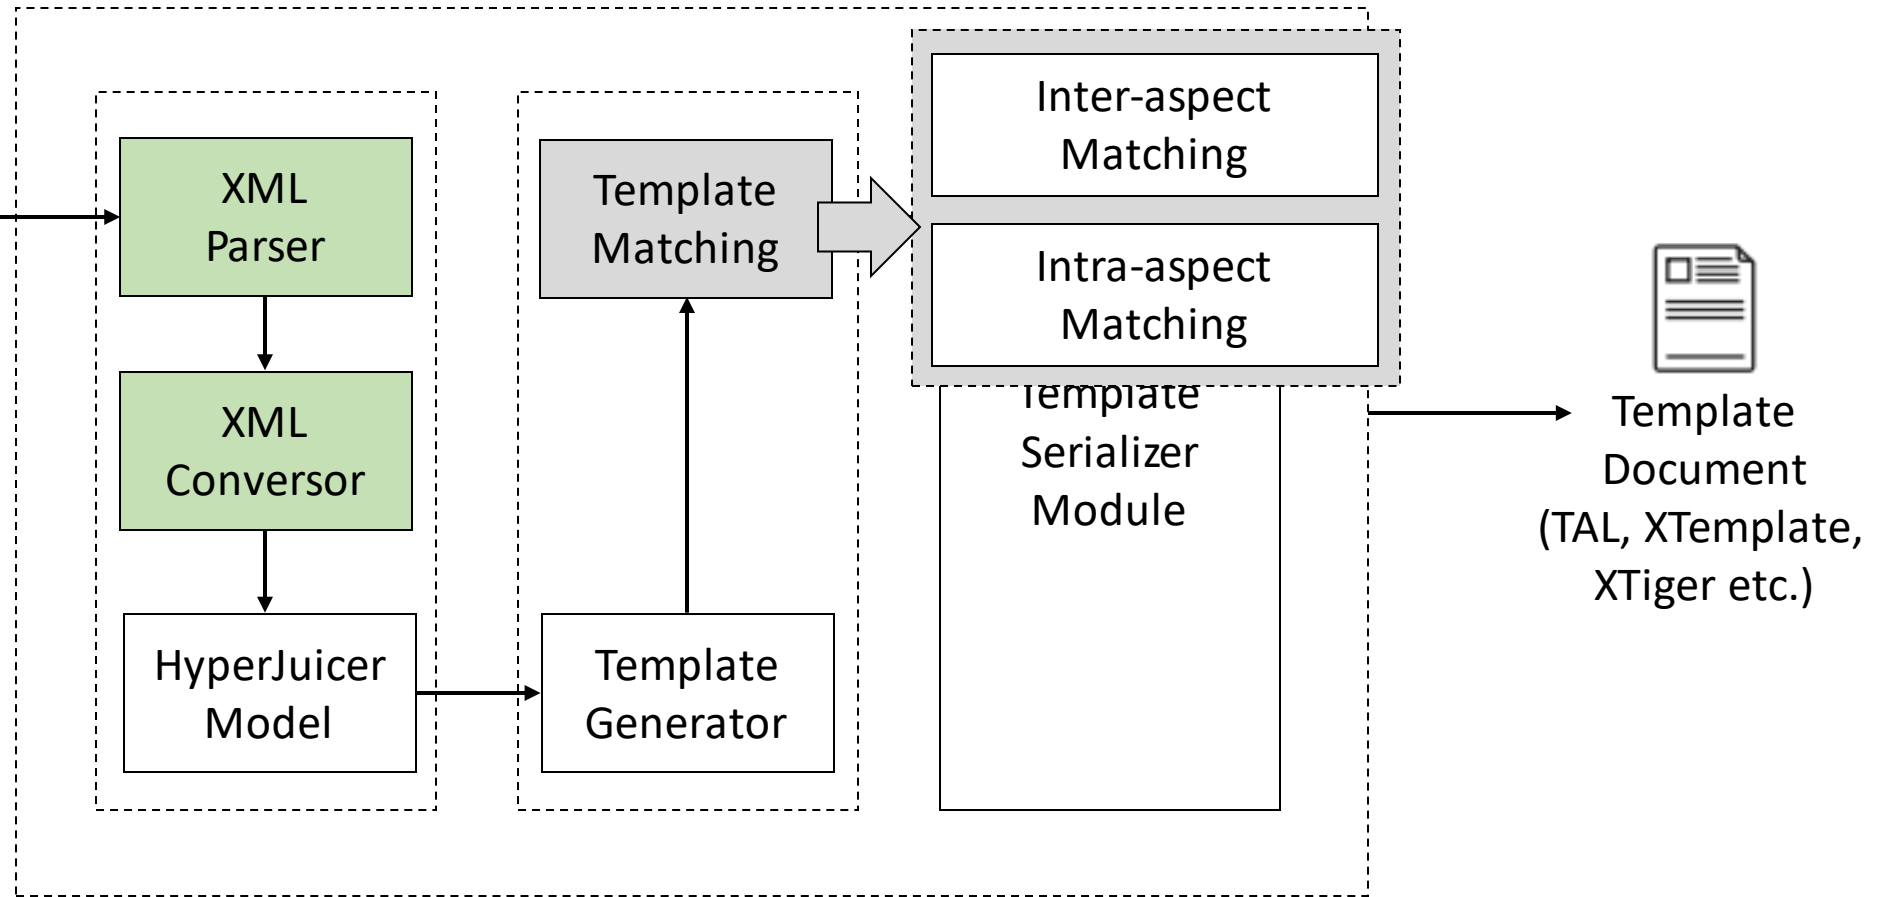 XML
Parser
XML
Conversor
HyperJuicer
Model
Template
Matching
Template
Generator
Inter-aspect
Matching
Intra-aspect
Matching
Template
Serializer
Module
Template
Document
(TAL, XTemplate,
XTiger etc.)